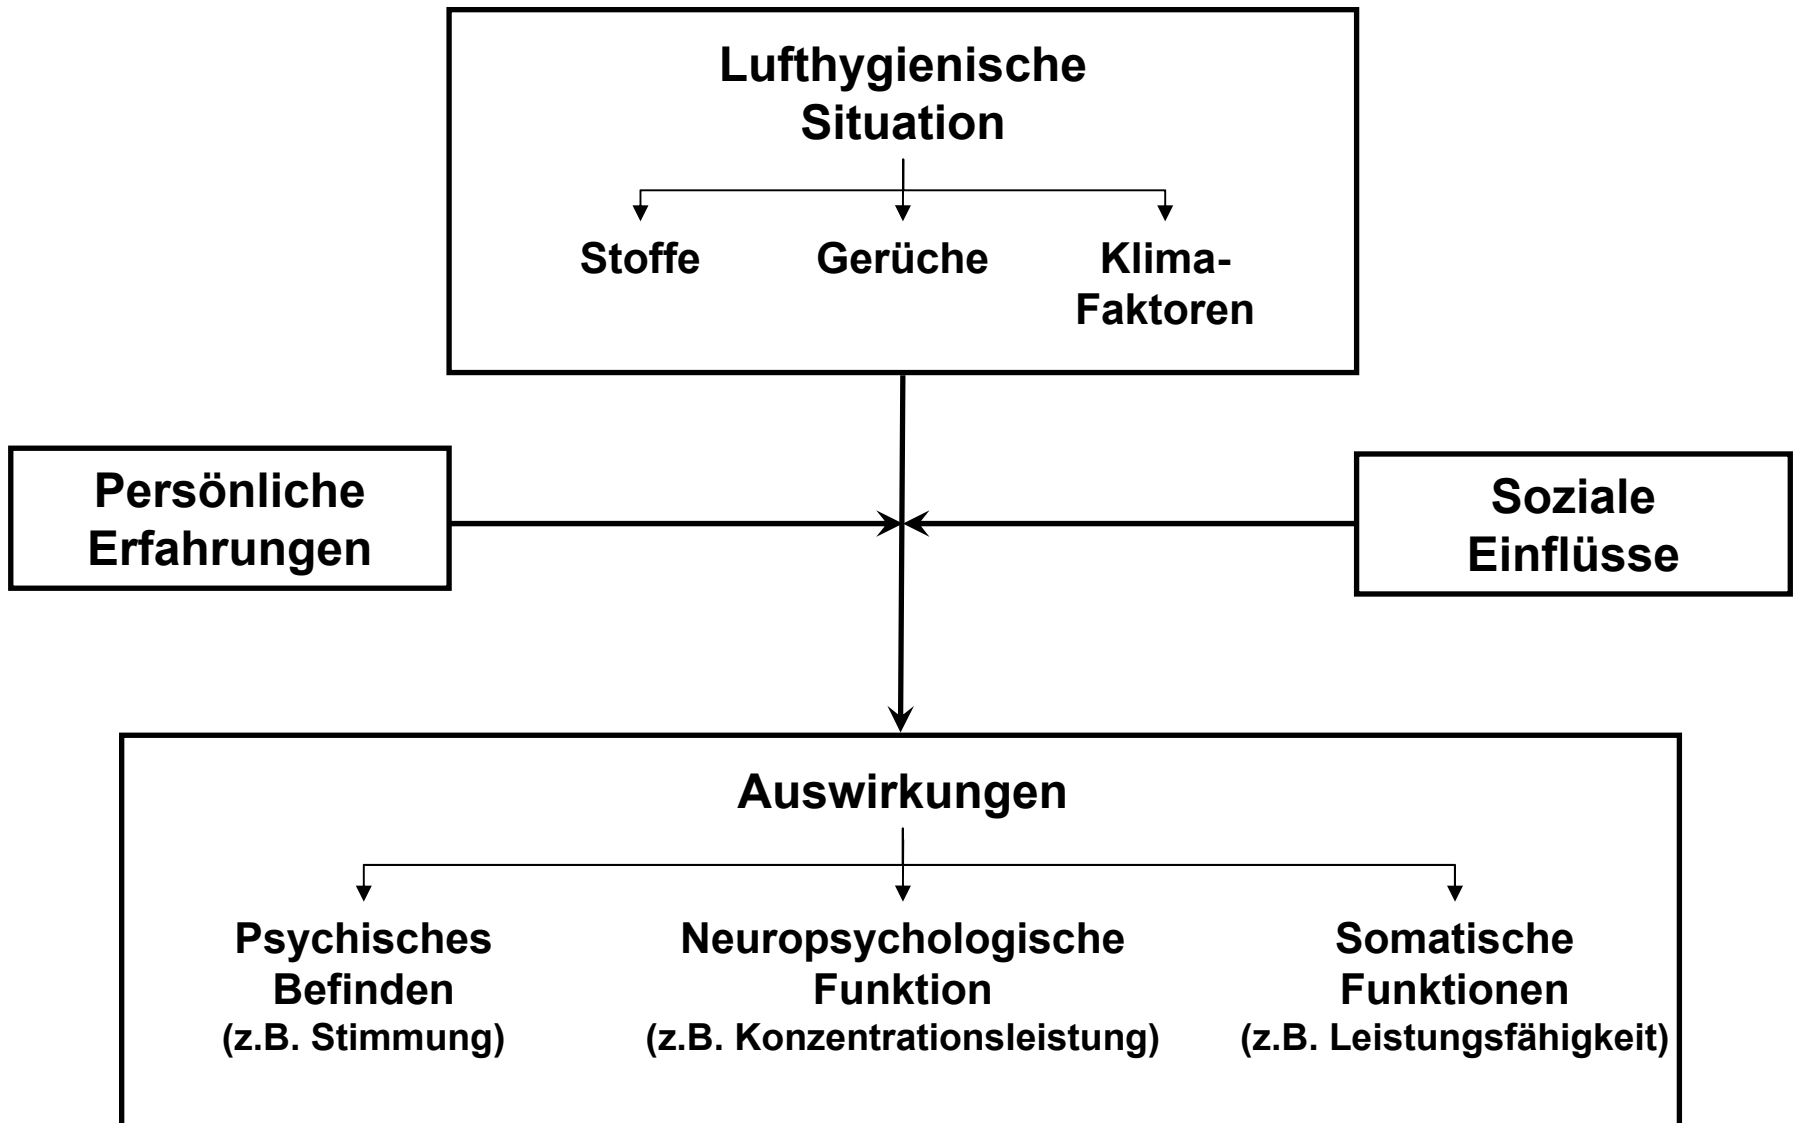 Lufthygienische
Situation
Stoffe
Gerüche
Klima-
Faktoren
Persönliche
Erfahrungen
Soziale
Einflüsse
Auswirkungen
Psychisches
Befinden
(z.B. Stimmung)
Neuropsychologische
Funktion
(z.B. Konzentrationsleistung)
Somatische
Funktionen
(z.B. Leistungsfähigkeit)